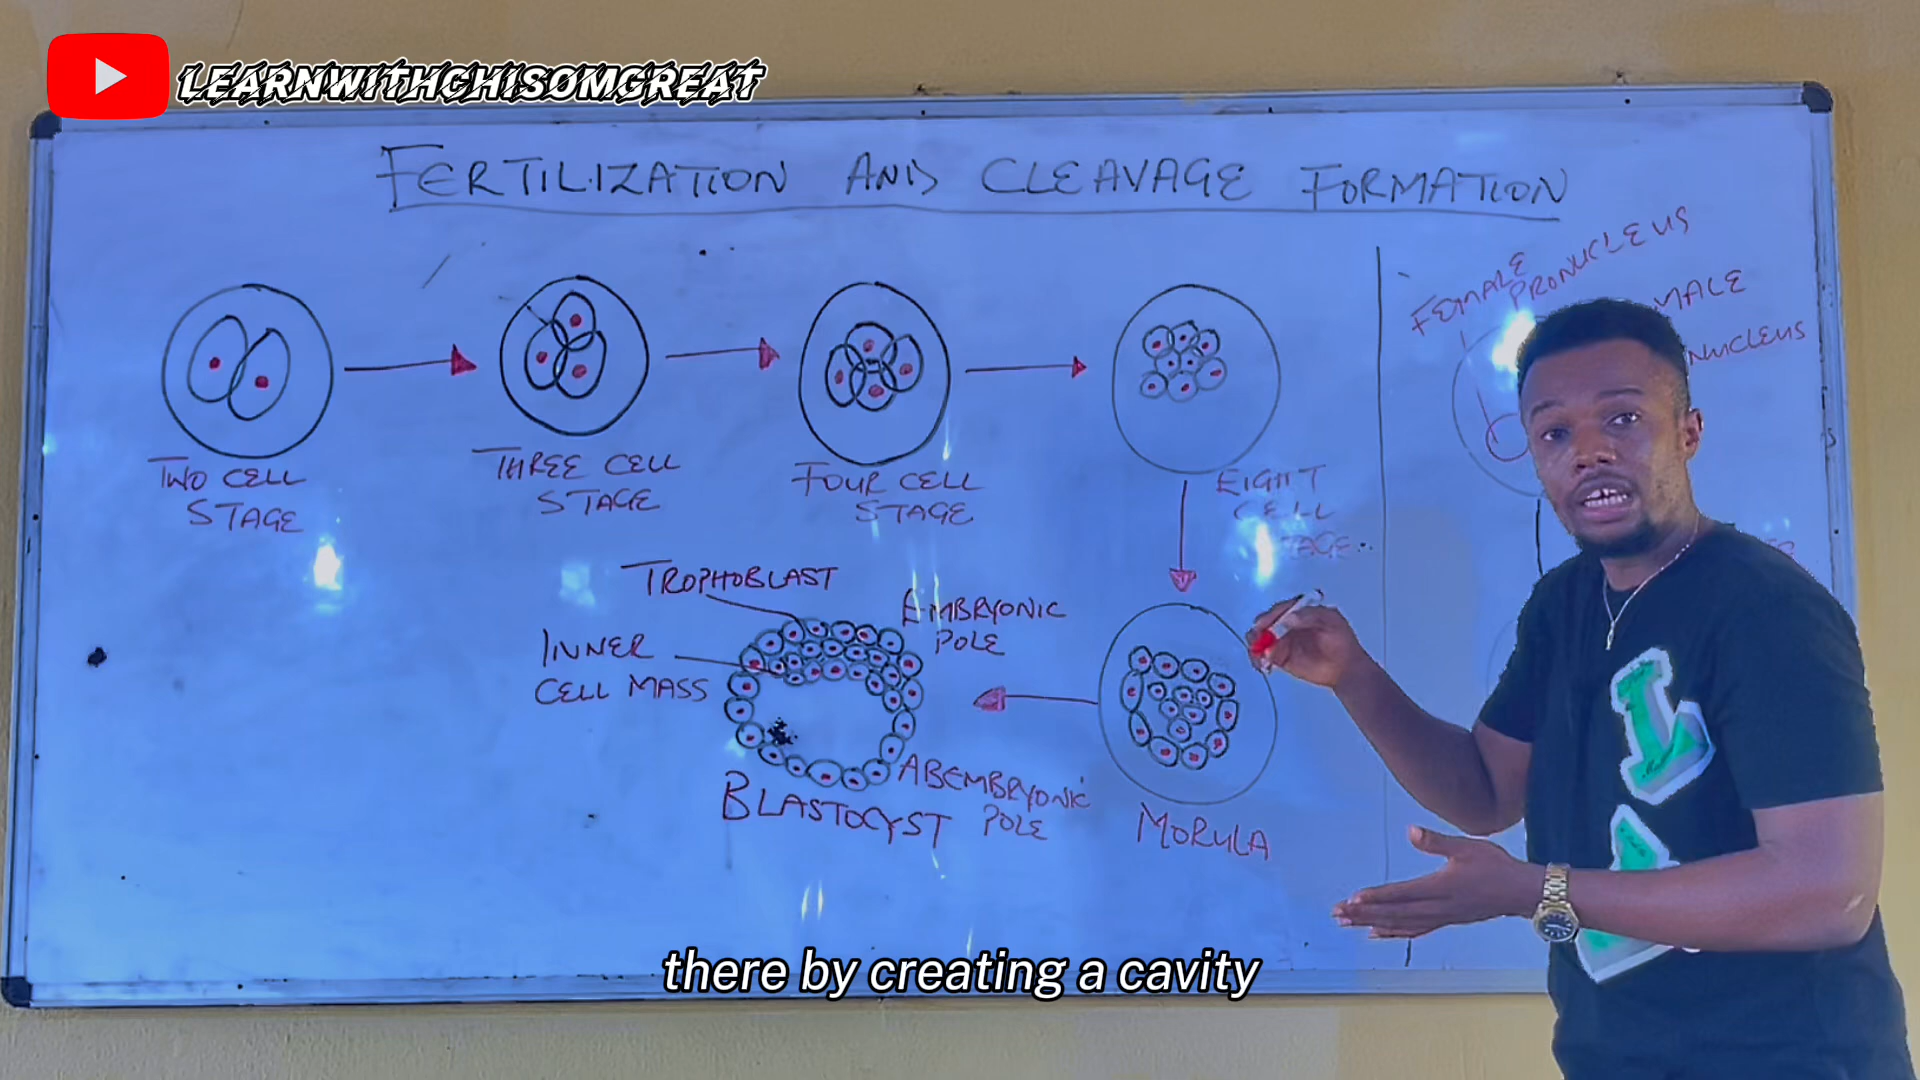 LEARNWITHCHISOMGREAT
FERTILIZATION AND CLEAVAGE FORMATION
FEMALE
PRONUCLEUS
MALE
NUCLEUS
TWO CELL
STAGE
THREE CELL
STAGE
FOUR CELL
STAGE
EIGHT
CELL
TROPHOBLAST
EMBRYONIC
POLE
INNER
CELL MASS
ABEMBRYONIC
POLE
BLASTOCYST
MORULA
there by creating a cavity